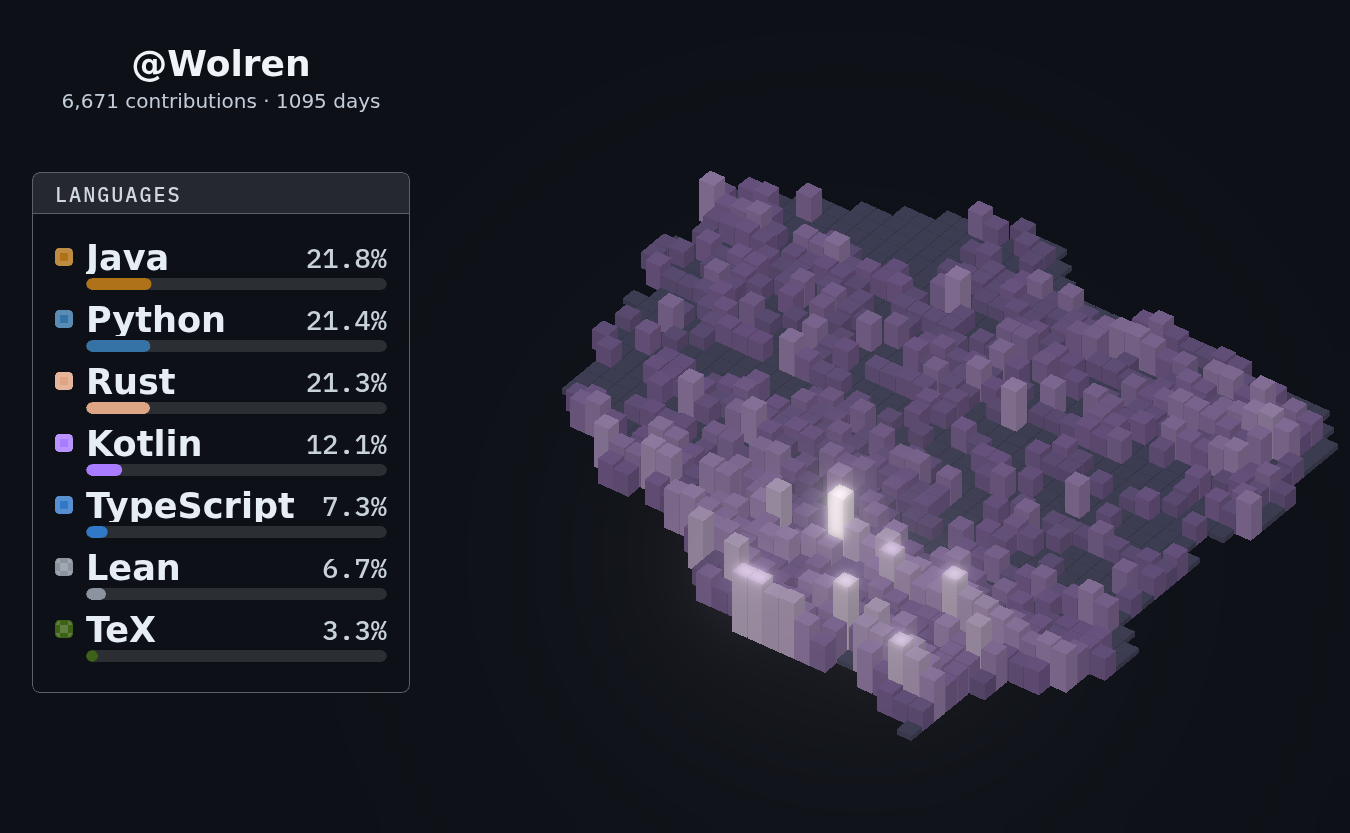 @Wolren
6,671 contributions · 1095 days
LANGUAGES
Java 21.8%
Python 21.4%
Rust 21.3%
Kotlin 12.1%
TypeScript 7.3%
Lean 6.7%
TeX 3.3%